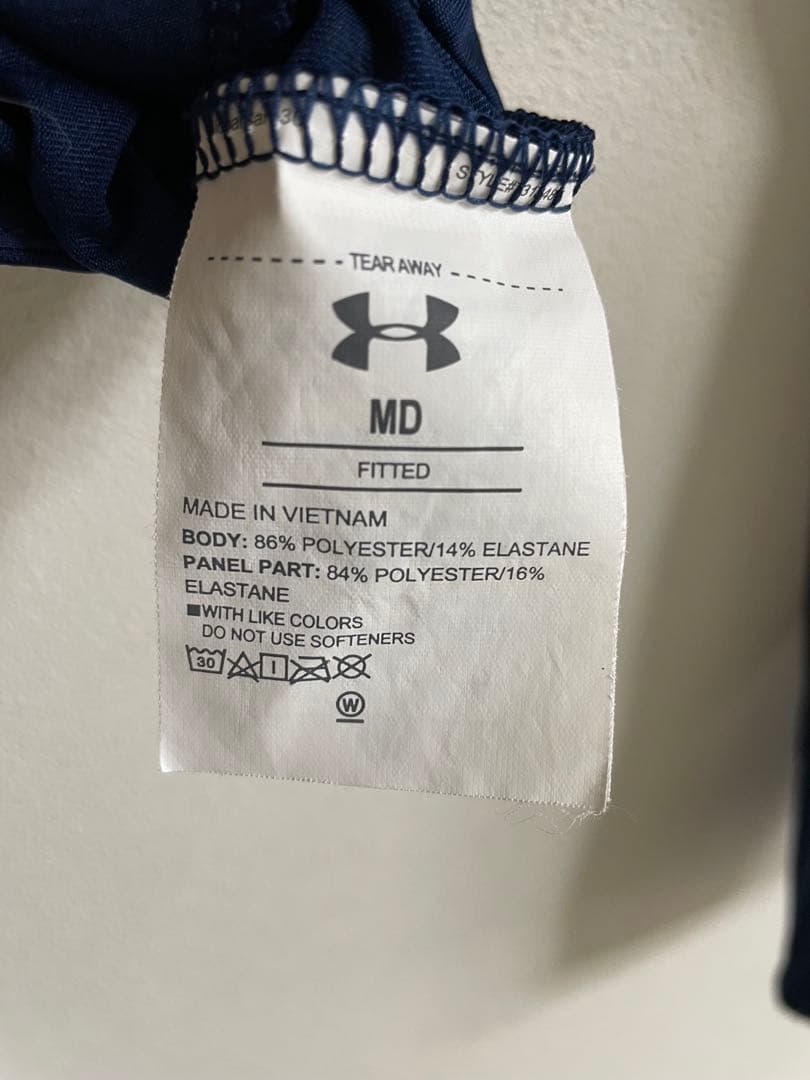 STYLE#
TEAR AWAY
MD
FITTED
MADE IN VIETNAM
BODY: 86% POLYESTER/14% ELASTANE
PANEL PART: 84% POLYESTER/16%
ELASTANE
■WITH LIKE COLORS
DO NOT USE SOFTENERS
30
W